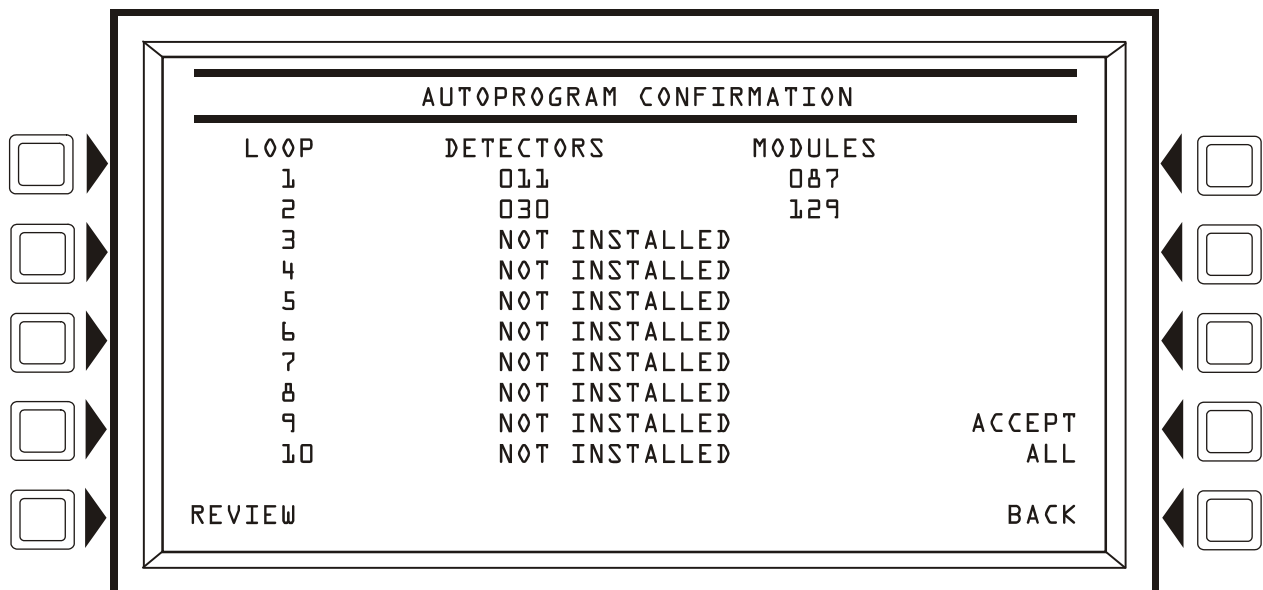 AUTOPROGRAM CONFIRMATION
LOOP DETECTORS MODULES
1 011 087
2 030 129
3 NOT INSTALLED
4 NOT INSTALLED
5 NOT INSTALLED
6 NOT INSTALLED
7 NOT INSTALLED
8 NOT INSTALLED
9 NOT INSTALLED ACCEPT
10 NOT INSTALLED ALL
REVIEW BACK